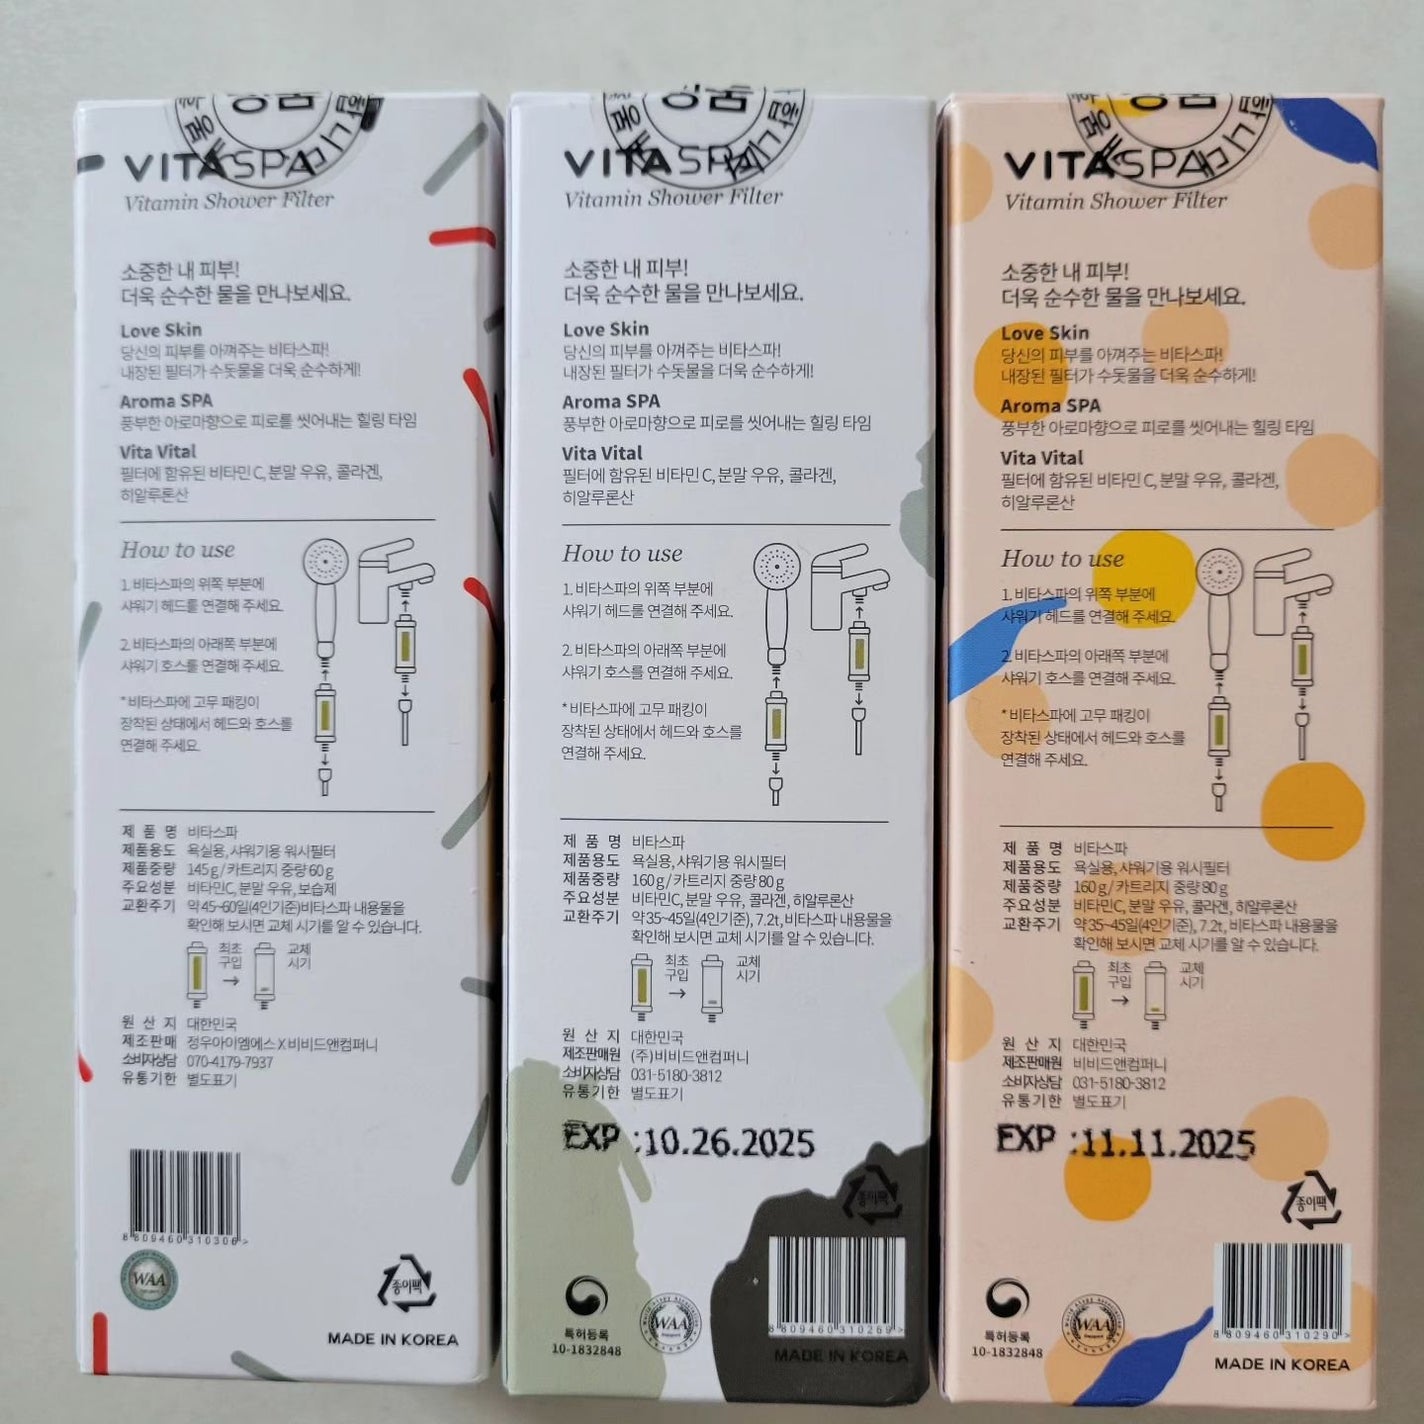 정품
VITASPA
Vitamin Shower Filter
소중한 내 피부!
더욱 순수한 물을 만나보세요.
Love Skin
당신의 피부를 아껴주는 비타스파!
내장된 필터가 수돗물을 더욱 순수하게!
Aroma SPA
풍부한 아로마향으로 피로를 씻어내는 힐링 타임
Vita Vital
필터에 함유된 비타민 C, 분말 우유, 콜라겐,
히알루론산
How to use
1. 비타스파의 위쪽 부분에
샤워기 헤드를 연결해 주세요.
2. 비타스파의 아래쪽 부분에
샤워기 호스를 연결해 주세요.
* 비타스파에 고무 패킹이
장착된 상태에서 헤드와 호스를
연결해 주세요.
제 품 명 비타스파
제품용도 욕실용, 샤워기용 워시필터
제품중량 145g / 카트리지 중량 60g
주요성분 비타민C, 분말 우유, 보습제
교환주기 약 45~60일(4인기준)비타스파 내용물을
확인해 보시면 교체 시기를 알 수 있습니다.
최초 구입 → 교체 시기
원 산 지 대한민국
제조판매 정우아이엠에스 X 비비드앤컴퍼니
소비자상담 070-4179-7937
유통기한 별도표기
8 809460 310306 >
WAA
종이팩
MADE IN KOREA
정품
VITASPA
Vitamin Shower Filter
소중한 내 피부!
더욱 순수한 물을 만나보세요.
Love Skin
당신의 피부를 아껴주는 비타스파!
내장된 필터가 수돗물을 더욱 순수하게!
Aroma SPA
풍부한 아로마향으로 피로를 씻어내는 힐링 타임
Vita Vital
필터에 함유된 비타민 C, 분말 우유, 콜라겐,
히알루론산
How to use
1. 비타스파의 위쪽 부분에
샤워기 헤드를 연결해 주세요.
2. 비타스파의 아래쪽 부분에
샤워기 호스를 연결해 주세요.
* 비타스파에 고무 패킹이
장착된 상태에서 헤드와 호스를
연결해 주세요.
제 품 명 비타스파
제품용도 욕실용, 샤워기용 워시필터
제품중량 160g / 카트리지 중량 80g
주요성분 비타민C, 분말 우유, 콜라겐, 히알루론산
교환주기 약35~45일(4인기준), 7.2t, 비타스파 내용물을
확인해 보시면 교체 시기를 알 수 있습니다.
최초 구입 → 교체 시기
원 산 지 대한민국
제조판매원 (주)비비드앤컴퍼니
소비자상담 031-5180-3812
유통기한 별도표기
EXP :10.26.2025
종이팩
특허등록
10-1832848
WAA
8 809460 310269 >
MADE IN KOREA
정품
VITASPA
Vitamin Shower Filter
소중한 내 피부!
더욱 순수한 물을 만나보세요.
Love Skin
당신의 피부를 아껴주는 비타스파!
내장된 필터가 수돗물을 더욱 순수하게!
Aroma SPA
풍부한 아로마향으로 피로를 씻어내는 힐링 타임
Vita Vital
필터에 함유된 비타민 C, 분말 우유, 콜라겐,
히알루론산
How to use
1. 비타스파의 위쪽 부분에
샤워기 헤드를 연결해 주세요.
2. 비타스파의 아래쪽 부분에
샤워기 호스를 연결해 주세요.
* 비타스파에 고무 패킹이
장착된 상태에서 헤드와 호스를
연결해 주세요.
제 품 명 비타스파
제품용도 욕실용, 샤워기용 워시필터
제품중량 160g / 카트리지 중량 80g
주요성분 비타민C, 분말 우유, 콜라겐, 히알루론산
교환주기 약35~45일(4인기준), 7.2t, 비타스파 내용물을
확인해 보시면 교체 시기를 알 수 있습니다.
최초 구입 → 교체 시기
원 산 지 대한민국
제조판매원 비비드앤컴퍼니
소비자상담 031-5180-3812
유통기한 별도표기
EXP :11.11.2025
종이팩
특허등록
10-1832848
WAA
8 809460 310290 >
MADE IN KOREA